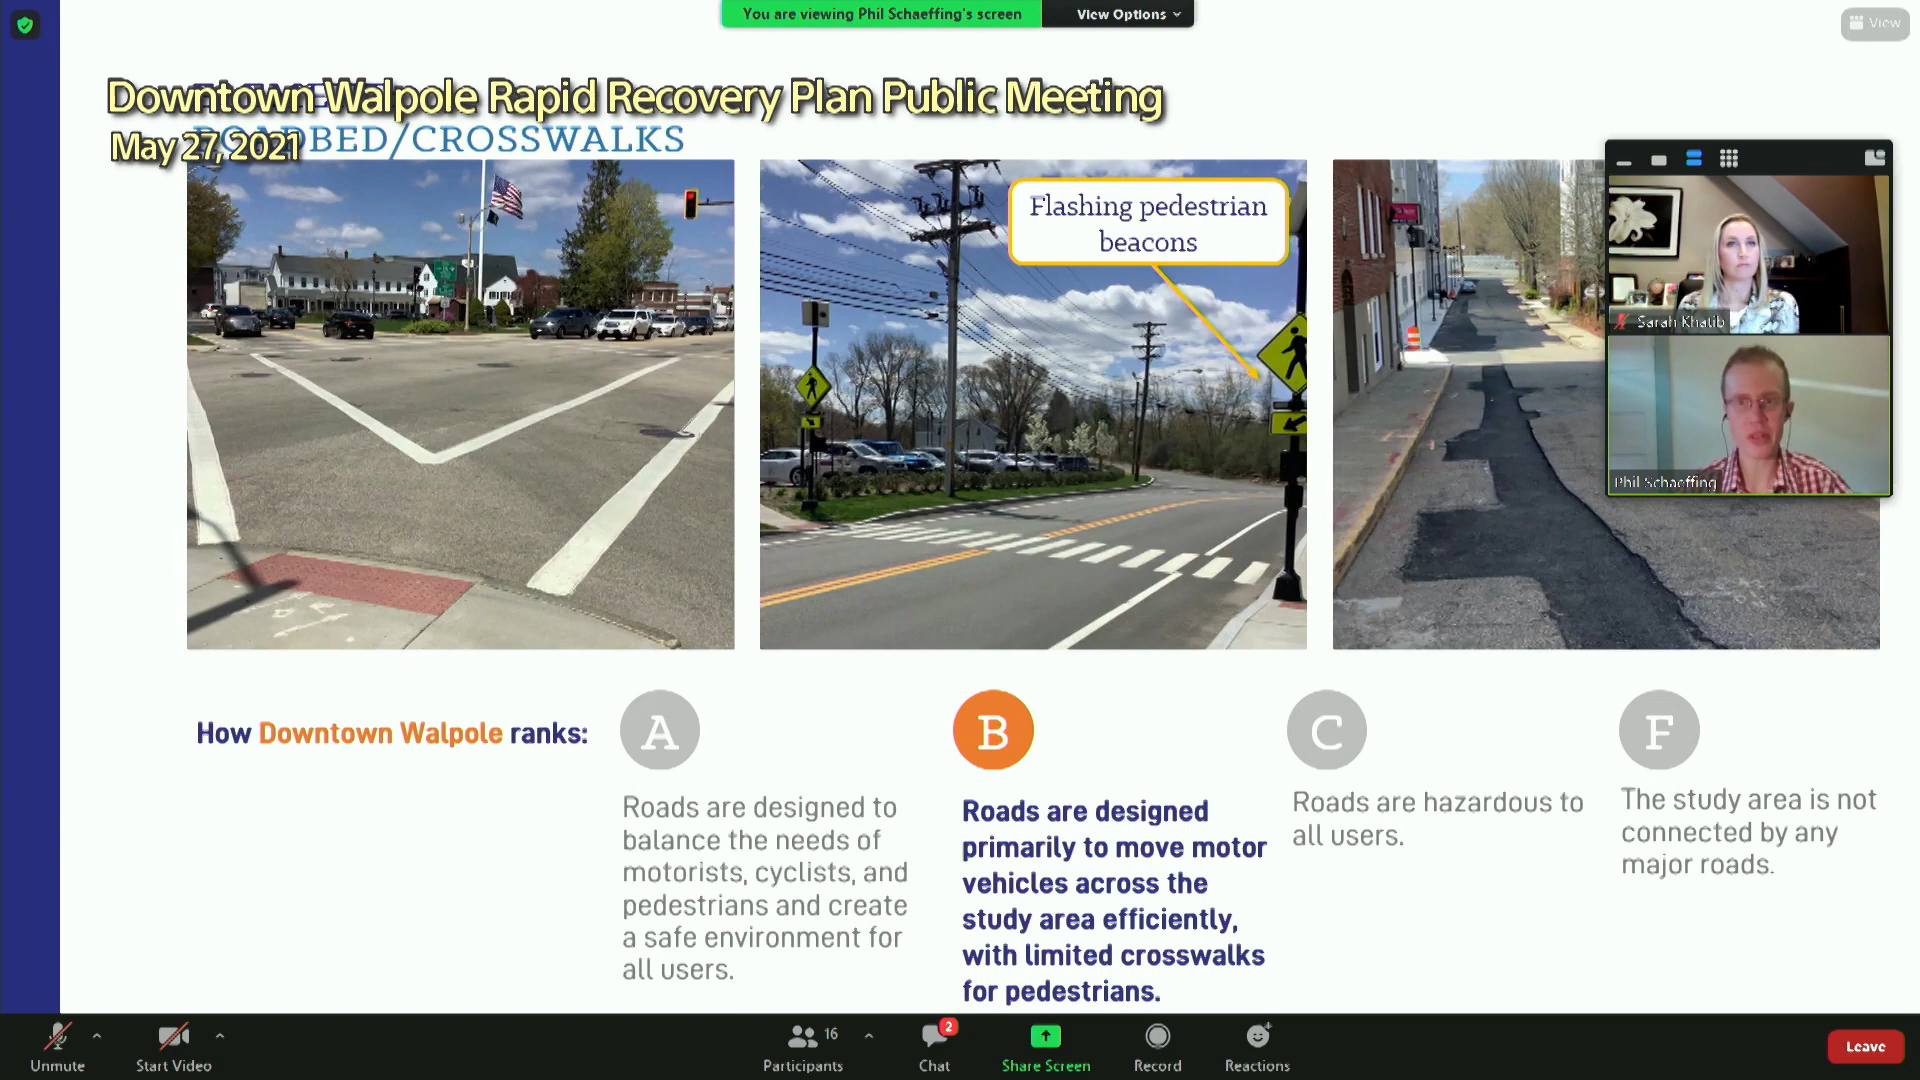 You are viewing Phil Schaeffing's screen
View Options
View
Downtown Walpole Rapid Recovery Plan Public Meeting
May 27, 2021
ROADBED/CROSSWALKS
Flashing pedestrian
beacons
Sarah Khatib
Phil Schaeffing
How Downtown Walpole ranks:
A
Roads are designed to
balance the needs of
motorists, cyclists, and
pedestrians and create
a safe environment for
all users.
B
Roads are designed
primarily to move motor
vehicles across the
study area efficiently,
with limited crosswalks
for pedestrians.
C
Roads are hazardous to
all users.
F
The study area is not
connected by any
major roads.
Unmute
Start Video
16
Participants
2
Chat
Share Screen
Record
Reactions
Leave